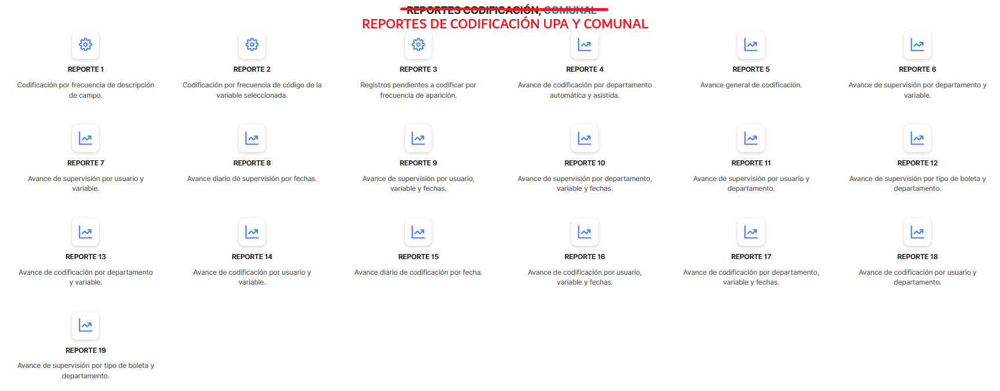 REPORTES CODIFICACIÓN, COMUNAL
REPORTES DE CODIFICACIÓN UPA Y COMUNAL
REPORTE 1
Codificación por frecuencia de descripción
de campo.
REPORTE 2
Codificación por frecuencia de código de la
variable seleccionada.
REPORTE 3
Registros pendientes a codificar por
frecuencia de aparición.
REPORTE 4
Avance de codificación por departamento
automática y asistida.
REPORTE 5
Avance general de codificación.
REPORTE 6
Avance de supervisión por departamento y
variable.
REPORTE 7
Avance de supervisión por usuario y
variable.
REPORTE 8
Avance diario de supervisión por fechas.
REPORTE 9
Avance de supervisión por usuario,
variable y fechas.
REPORTE 10
Avance de supervisión por departamento,
variable y fechas.
REPORTE 11
Avance de supervisión por usuario y
departamento.
REPORTE 12
Avance de supervisión por tipo de boleta y
departamento.
REPORTE 13
Avance de codificación por departamento
y variable.
REPORTE 14
Avance de codificación por usuario y
variable.
REPORTE 15
Avance diario de codificación por fecha.
REPORTE 16
Avance de codificación por usuario,
variable y fechas.
REPORTE 17
Avance de codificación por departamento,
variable y fechas.
REPORTE 18
Avance de codificación por usuario y
departamento.
REPORTE 19
Avance de supervisión por tipo de boleta y
departamento.